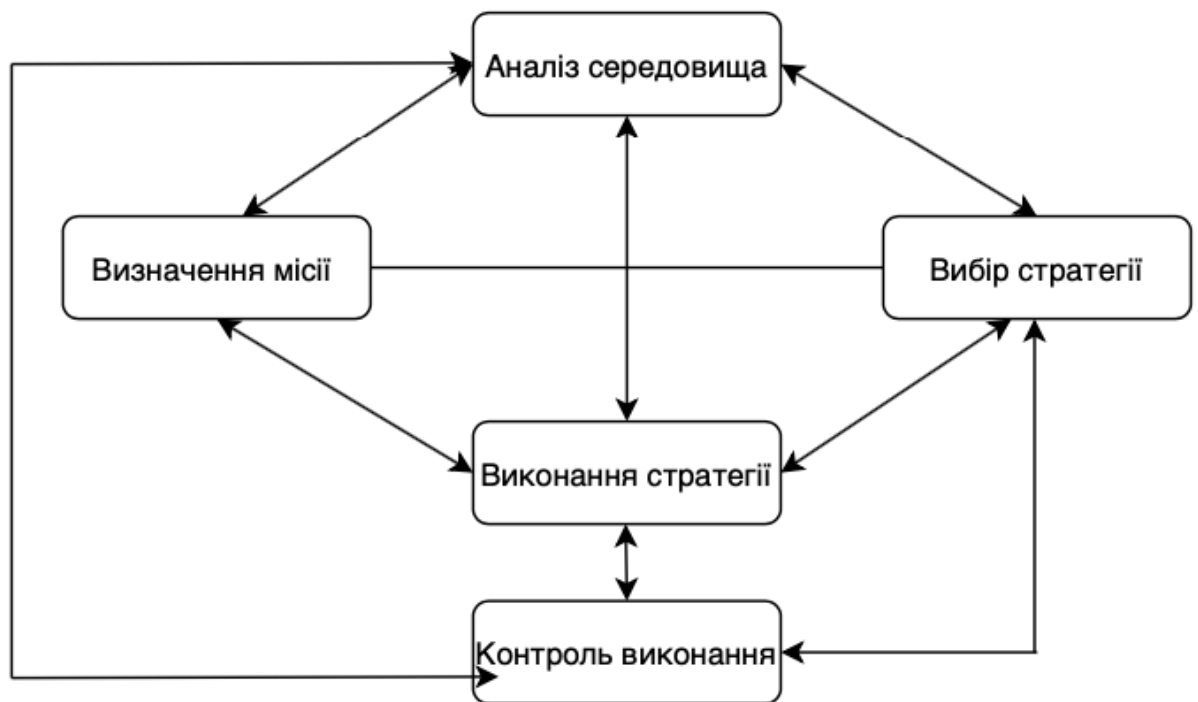 Аналіз середовища
Визначення місії
Вибір стратегії
Виконання стратегії
Контроль виконання